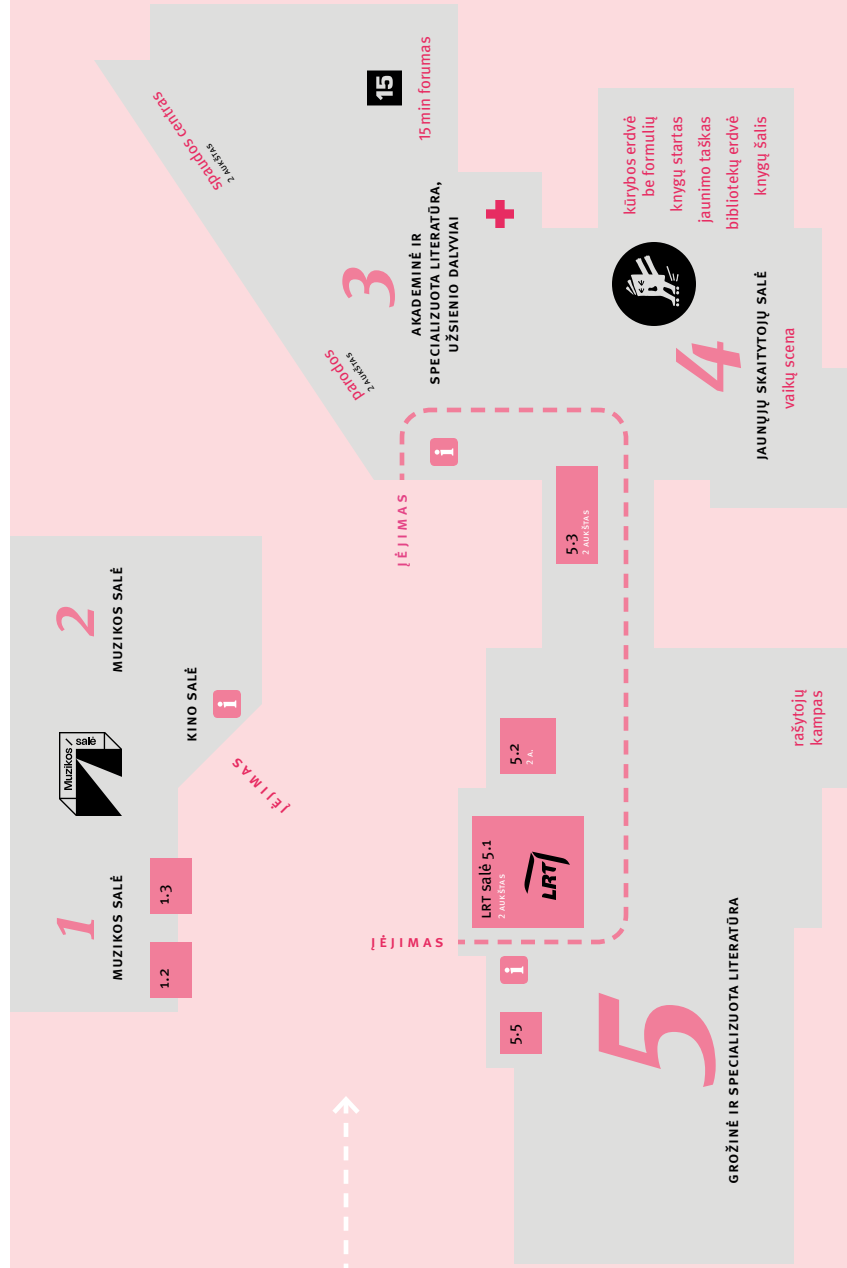 1
MUZIKOS SALĖ
1.2
1.3
Muzikos
salė
2
MUZIKOS SALĖ
KINO SALĖ
i
ĮĖJIMAS
spaudos centras
2 AUKŠTAS
15
15 min forumas
3
AKADEMINĖ IR
SPECIALIZUOTA LITERATŪRA,
UŽSIENIO DALYVIAI
parodos
2 AUKŠTAS
ĮĖJIMAS
i
4
JAUNŲJŲ SKAITYTOJŲ SALĖ
vaikų scena
kūrybos erdvė
be formulių
knygų startas
jaunimo taškas
bibliotekų erdvė
knygų šalis
5.3
2 AUKŠTAS
5.2
2 A.
LRT salė 5.1
2 AUKŠTAS
LRT
ĮĖJIMAS
i
5.5
5
GROŽINĖ IR SPECIALIZUOTA LITERATŪRA
rašytojų
kampas